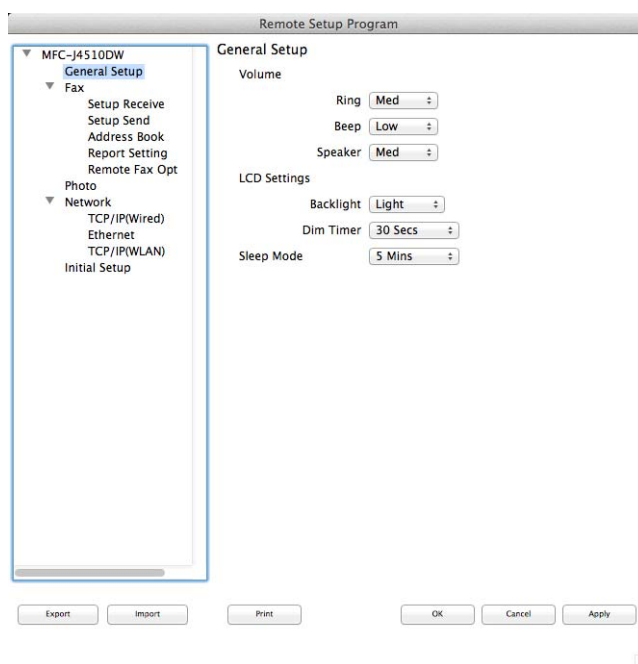 Remote Setup Program
MFC-J4510DW
General Setup
Fax
Setup Receive
Setup Send
Address Book
Report Setting
Remote Fax Opt
Photo
Network
TCP/IP(Wired)
Ethernet
TCP/IP(WLAN)
Initial Setup
General Setup
Volume
Ring Med
Beep Low
Speaker Med
LCD Settings
Backlight Light
Dim Timer 30 Secs
Sleep Mode 5 Mins
Export Import Print OK Cancel Apply